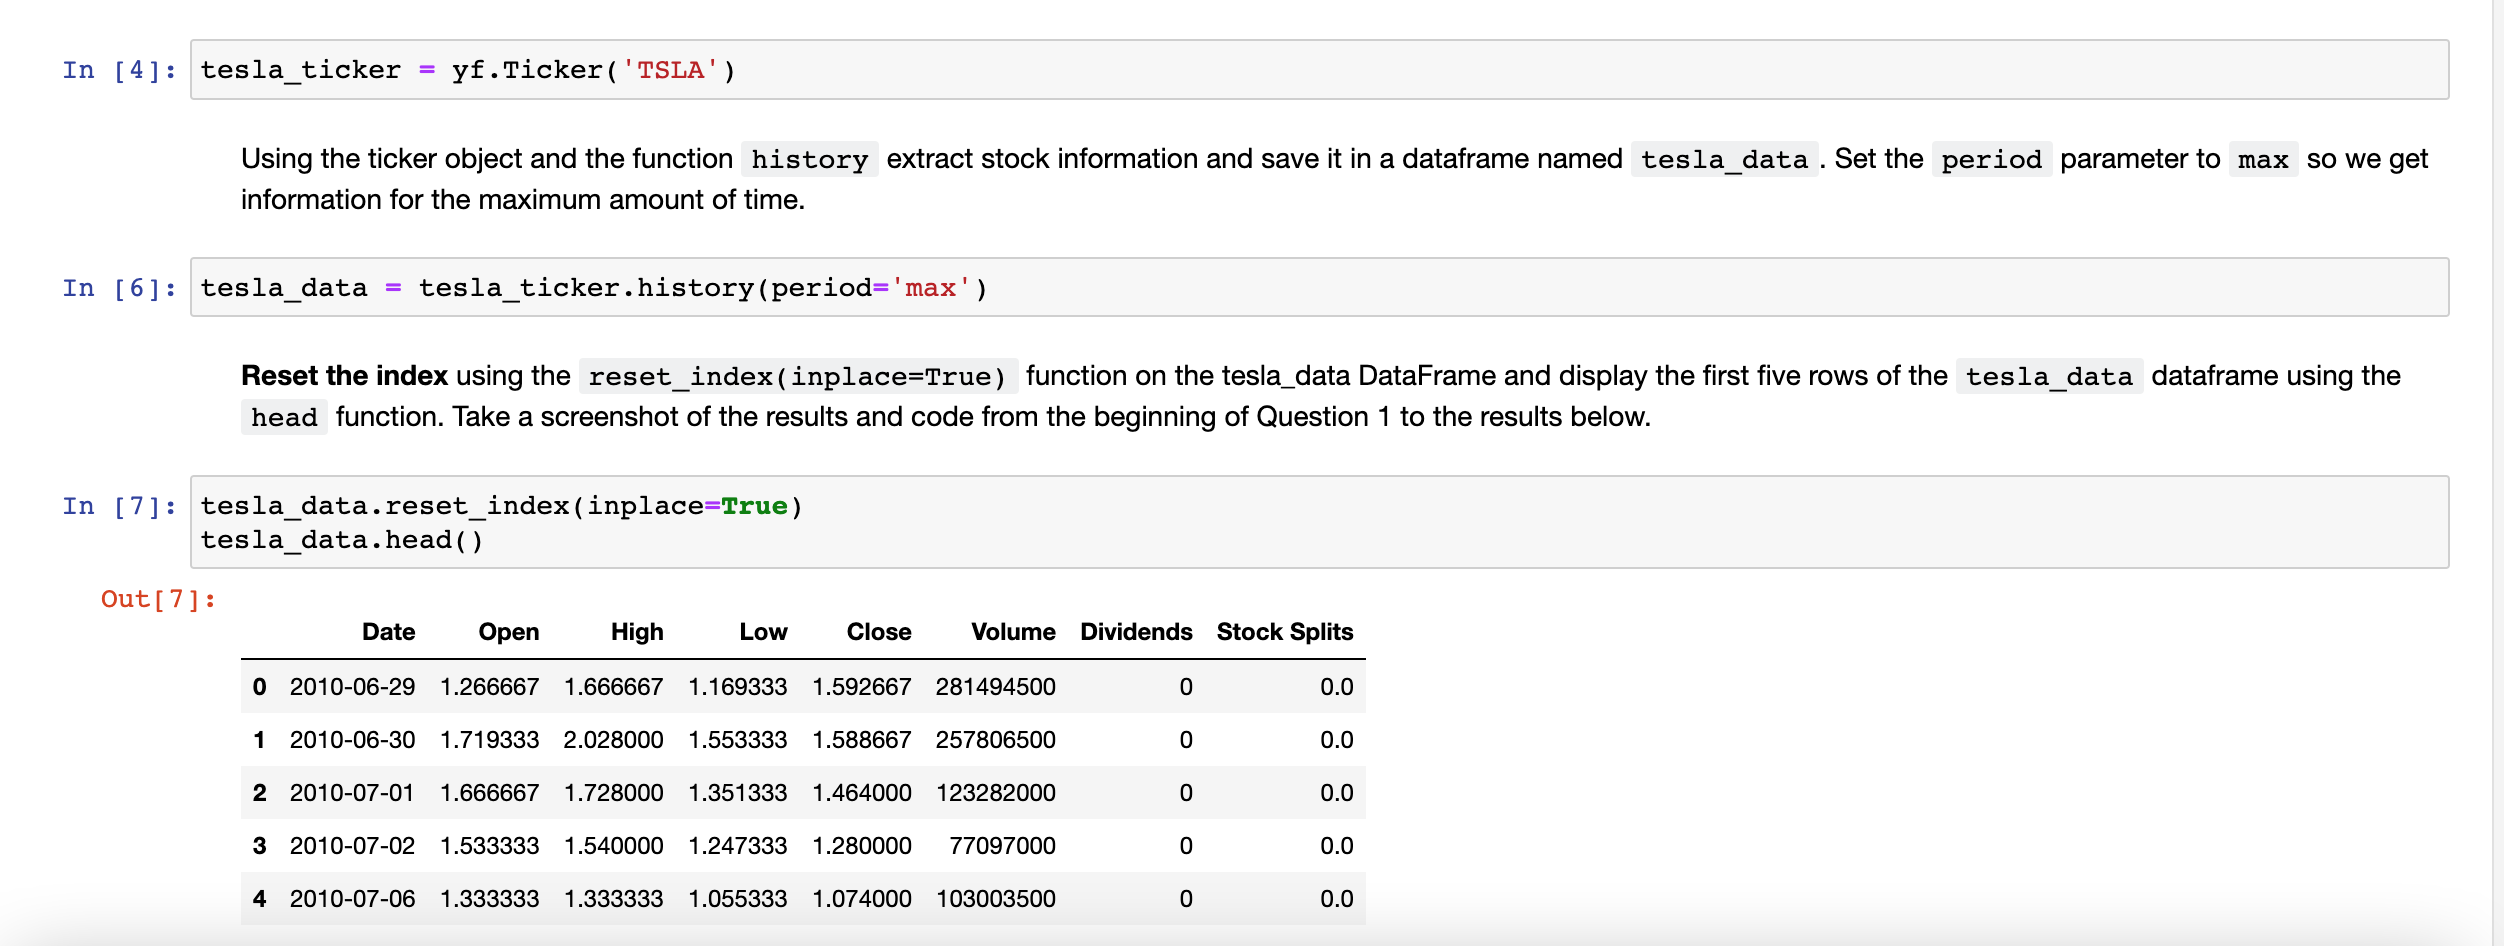 In [4]: tesla_ticker = yf.Ticker('TSLA')
Using the ticker object and the function history extract stock information and save it in a dataframe named tesla_data . Set the period parameter to max so we get
information for the maximum amount of time.
In [6]: tesla_data = tesla_ticker.history(period='max')
Reset the index using the reset_index(inplace=True) function on the tesla_data DataFrame and display the first five rows of the tesla_data dataframe using the
head function. Take a screenshot of the results and code from the beginning of Question 1 to the results below.
In [7]: tesla_data.reset_index(inplace=True)
tesla_data.head()
Out[7]:
Date Open High Low Close Volume Dividends Stock Splits
0 2010-06-29 1.266667 1.666667 1.169333 1.592667 281494500 0 0.0
1 2010-06-30 1.719333 2.028000 1.553333 1.588667 257806500 0 0.0
2 2010-07-01 1.666667 1.728000 1.351333 1.464000 123282000 0 0.0
3 2010-07-02 1.533333 1.540000 1.247333 1.280000 77097000 0 0.0
4 2010-07-06 1.333333 1.333333 1.055333 1.074000 103003500 0 0.0